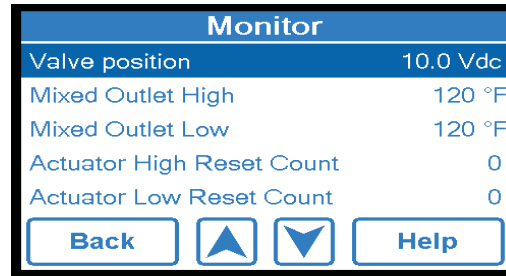 Monitor
Valve position 10.0 Vdc
Mixed Outlet High 120 °F
Mixed Outlet Low 120 °F
Actuator High Reset Count 0
Actuator Low Reset Count 0
Back Help